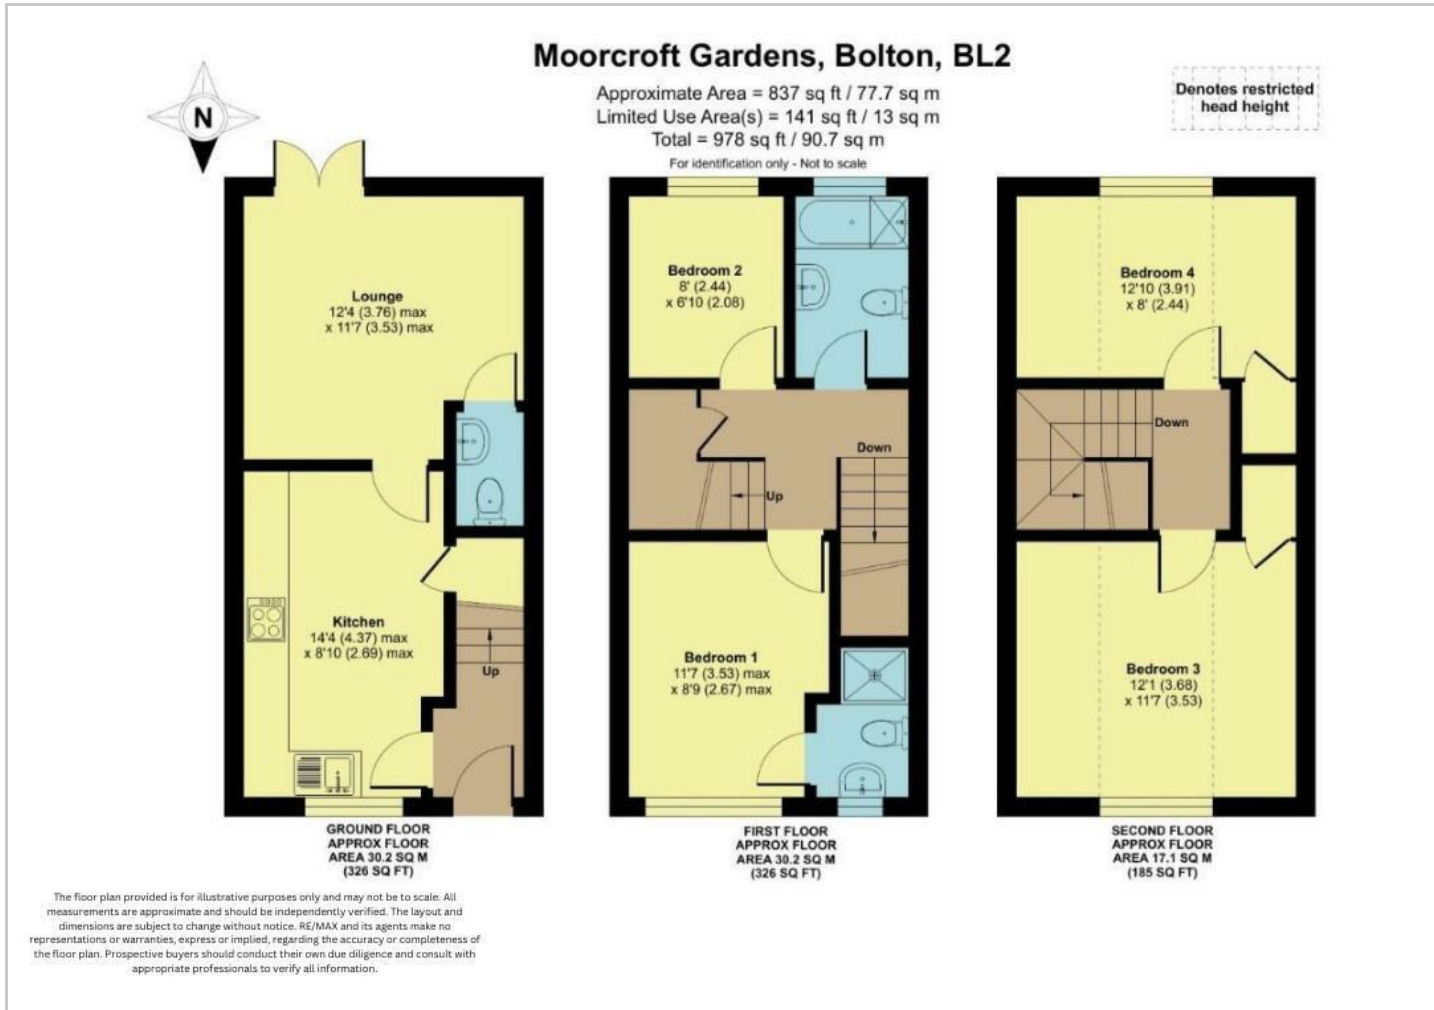 Moorcroft Gardens, Bolton, BL2
Approximate Area = 837 sq ft / 77.7 sq m
Limited Use Area(s) = 141 sq ft / 13 sq m
Total = 978 sq ft / 90.7 sq m
For identification only - Not to scale
Denotes restricted
head height
N
Lounge
12'4 (3.76) max
x 11'7 (3.53) max
Kitchen
14'4 (4.37) max
x 8'10 (2.69) max
Up
GROUND FLOOR
APPROX FLOOR
AREA 30.2 SQ M
(326 SQ FT)
Bedroom 2
8' (2.44)
x 6'10 (2.08)
Down
Up
Bedroom 1
11'7 (3.53) max
x 8'9 (2.67) max
FIRST FLOOR
APPROX FLOOR
AREA 30.2 SQ M
(326 SQ FT)
Bedroom 4
12'10 (3.91)
x 8' (2.44)
Down
Bedroom 3
12'1 (3.68)
x 11'7 (3.53)
SECOND FLOOR
APPROX FLOOR
AREA 17.1 SQ M
(185 SQ FT)
The floor plan provided is for illustrative purposes only and may not be to scale. All
measurements are approximate and should be independently verified. The layout and
dimensions are subject to change without notice. RE/MAX and its agents make no
representations or warranties, express or implied, regarding the accuracy or completeness of
the floor plan. Prospective buyers should conduct their own due diligence and consult with
appropriate professionals to verify all information.